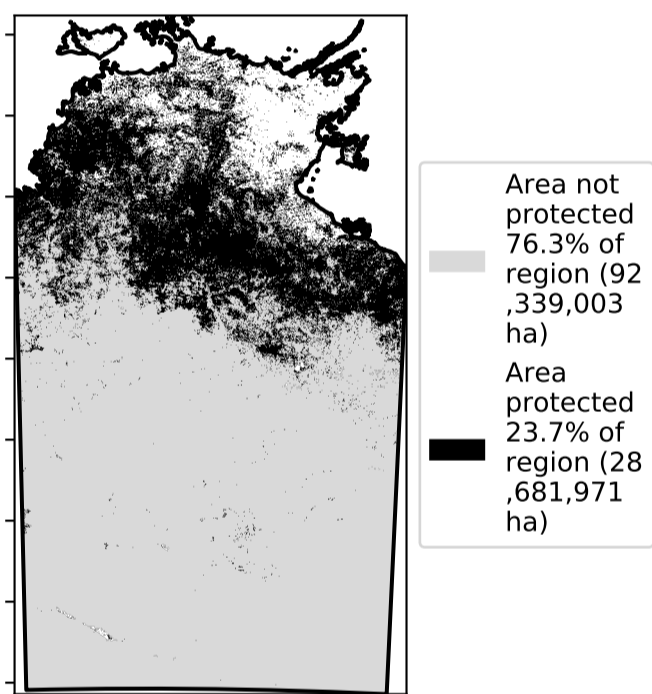 Area not
protected
76.3% of
region (92
,339,003
ha)
Area
protected
23.7% of
region (28
,681,971
ha)